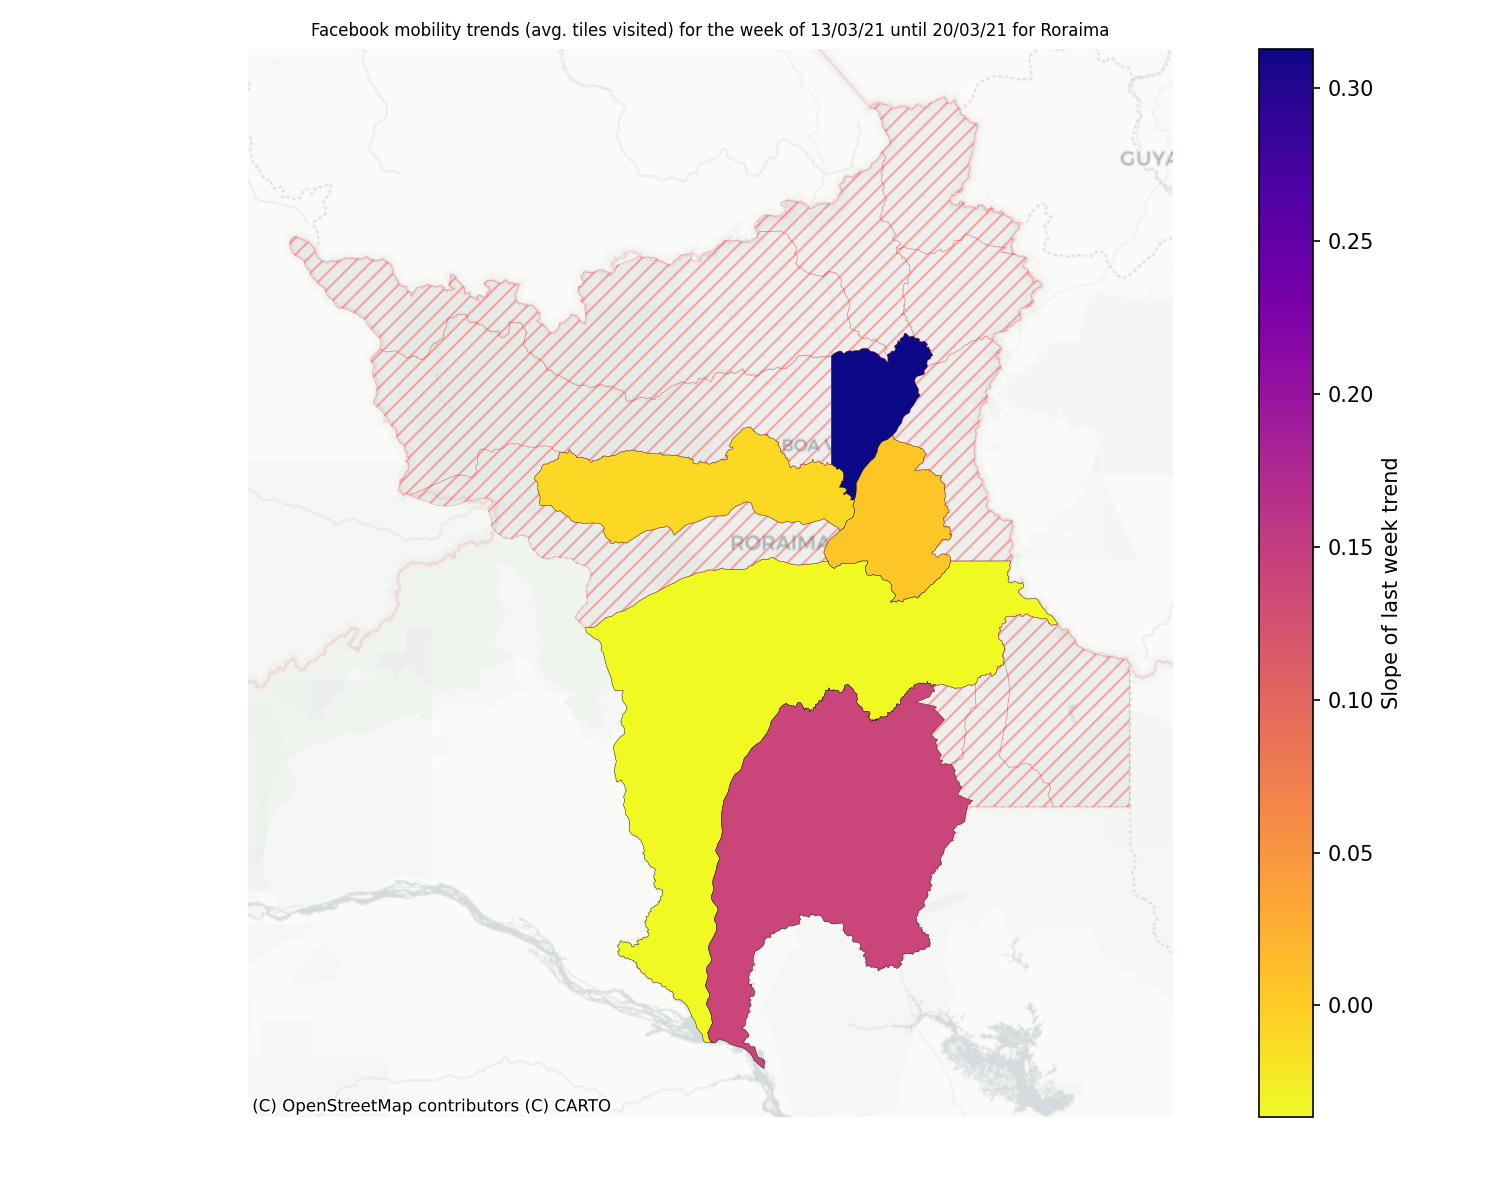 Facebook mobility trends (avg. tiles visited) for the week of 13/03/21 until 20/03/21 for Roraima
GUYA
0.30
0.25
0.20
0.15
0.10
0.05
0.00
Slope of last week trend
BOA V
RORAIMA
(C) OpenStreetMap contributors (C) CARTO